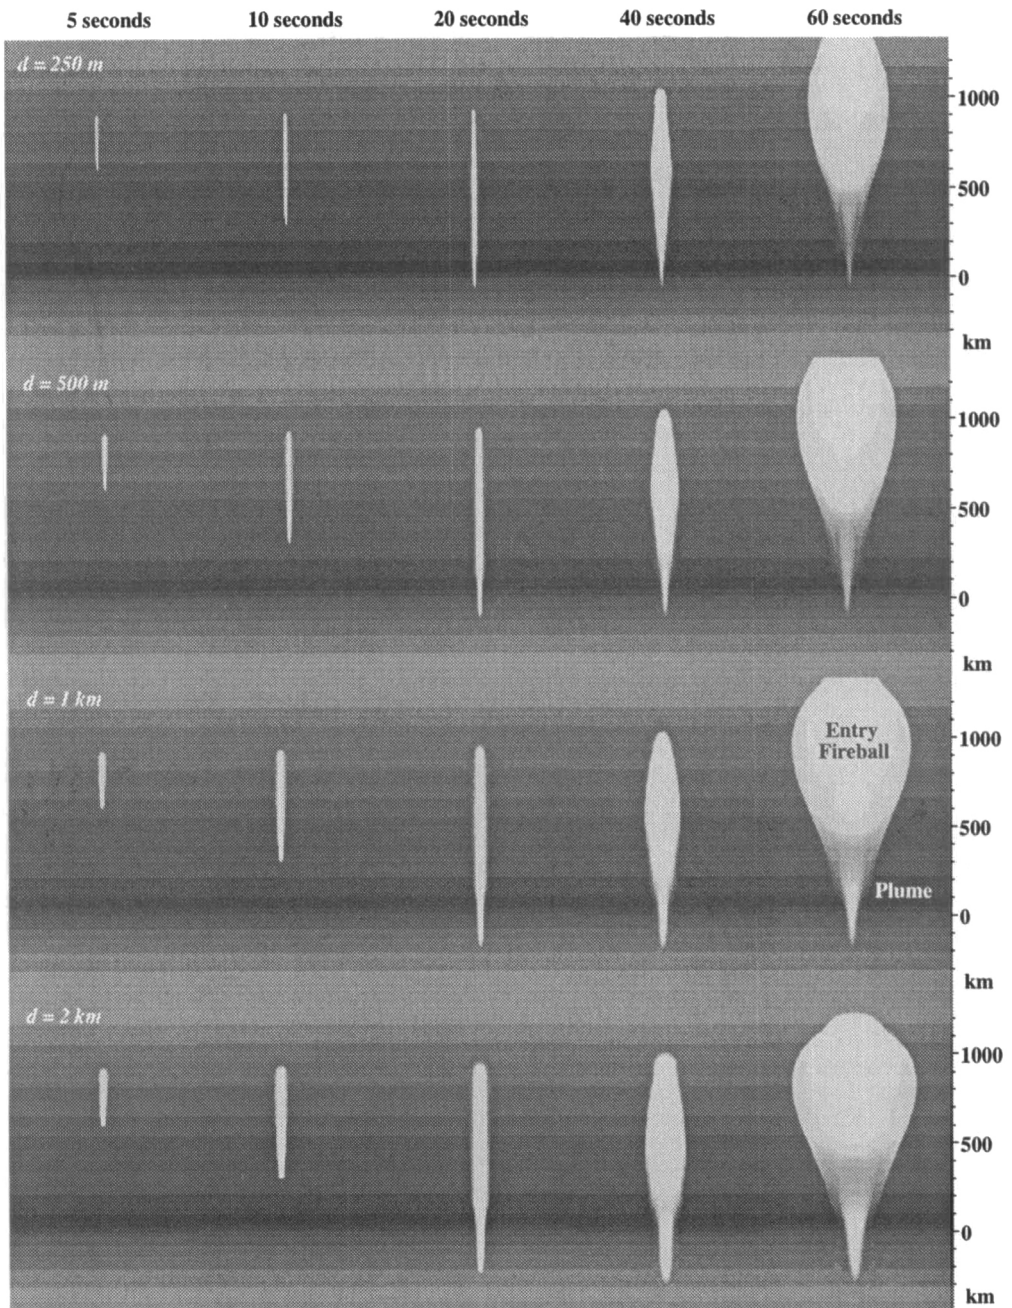 5 seconds 10 seconds 20 seconds 40 seconds 60 seconds
d = 250 m
1000
500
0
km
d = 500 m
1000
500
0
km
d = 1 km
Entry
Fireball
1000
500
Plume
0
km
d = 2 km
1000
500
0
km